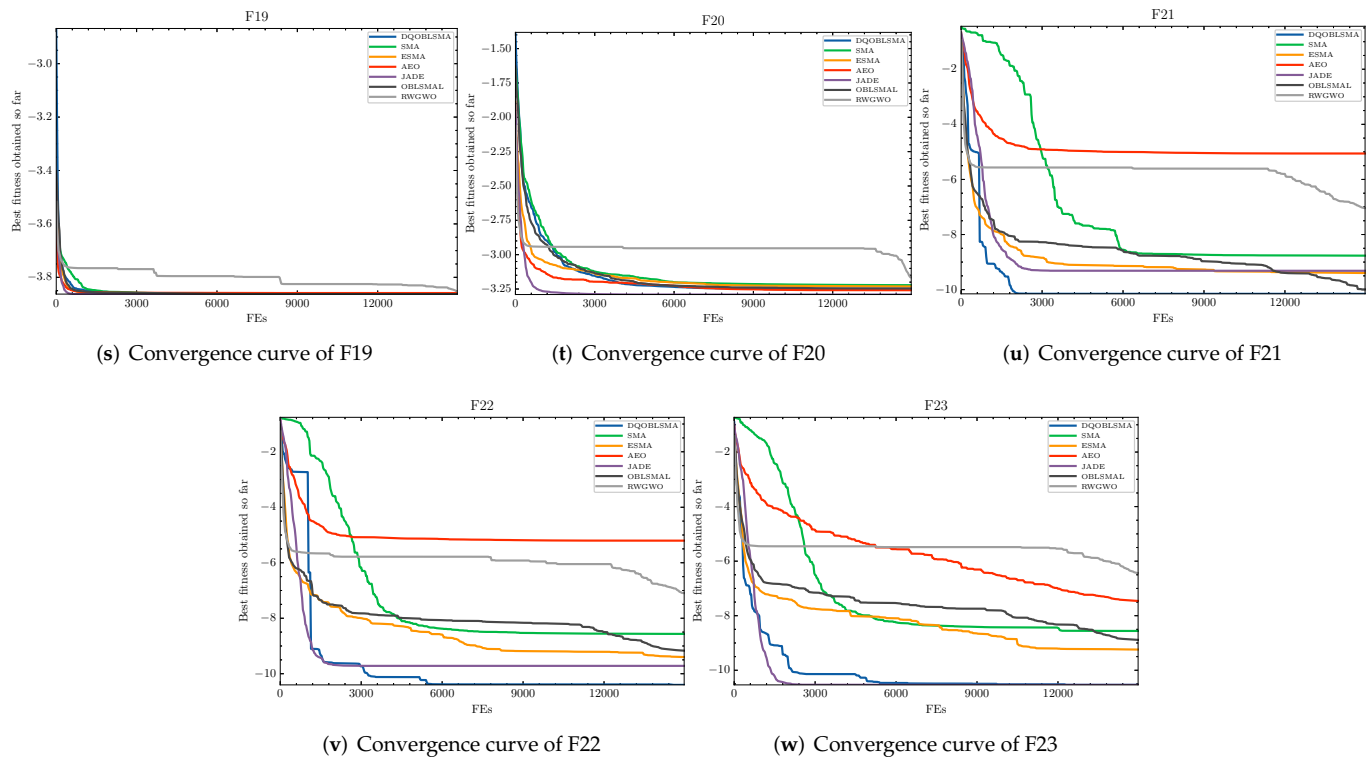 F19
Best fitness obtained so far
−3.0
−3.2
−3.4
−3.6
−3.8
0
3000
6000
9000
12000
FEs
DQOBLSMA
SMA
ESMA
AEO
JADE
OBLSMAL
RWGWO
(s) Convergence curve of F19
F20
Best fitness obtained so far
−1.50
−1.75
−2.00
−2.25
−2.50
−2.75
−3.00
−3.25
0
3000
6000
9000
12000
FEs
DQOBLSMA
SMA
ESMA
AEO
JADE
OBLSMAL
RWGWO
(t) Convergence curve of F20
F21
Best fitness obtained so far
−2
−4
−6
−8
−10
0
3000
6000
9000
12000
FEs
DQOBLSMA
SMA
ESMA
AEO
JADE
OBLSMAL
RWGWO
(u) Convergence curve of F21
F22
Best fitness obtained so far
−2
−4
−6
−8
−10
0
3000
6000
9000
12000
FEs
DQOBLSMA
SMA
ESMA
AEO
JADE
OBLSMAL
RWGWO
(v) Convergence curve of F22
F23
Best fitness obtained so far
−2
−4
−6
−8
−10
0
3000
6000
9000
12000
FEs
DQOBLSMA
SMA
ESMA
AEO
JADE
OBLSMAL
RWGWO
(w) Convergence curve of F23